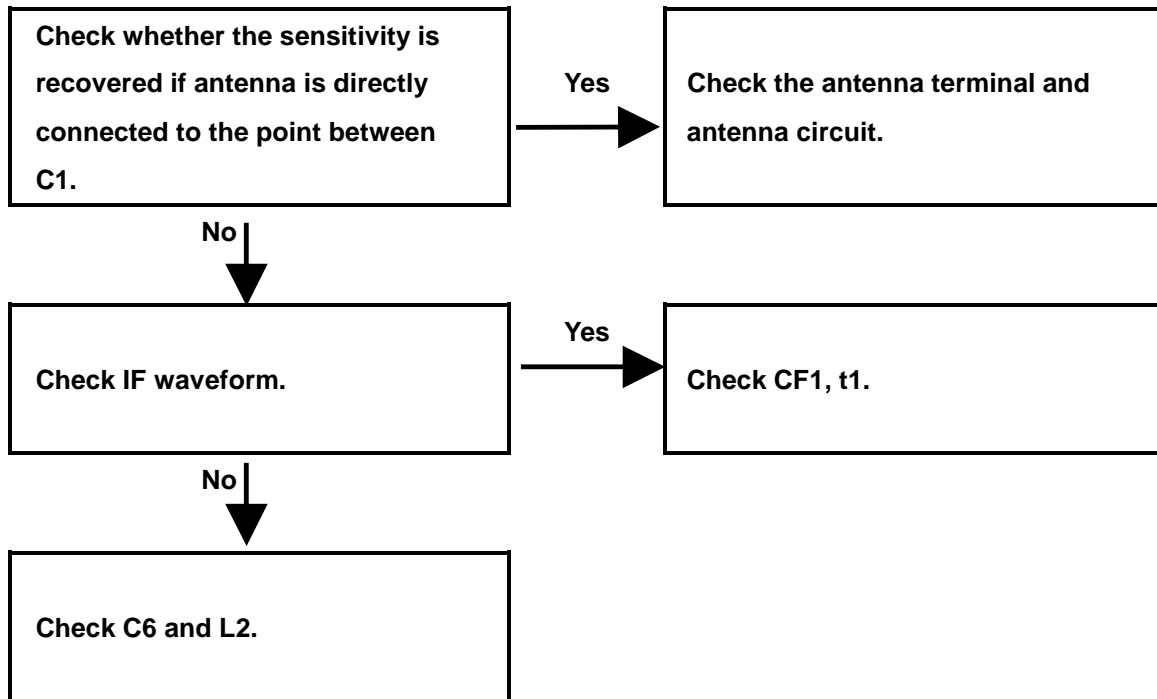 Check whether the sensitivity is
recovered if antenna is directly
connected to the point between
C1.
Yes
Check the antenna terminal and
antenna circuit.
No
Check IF waveform.
Yes
Check CF1, t1.
No
Check C6 and L2.